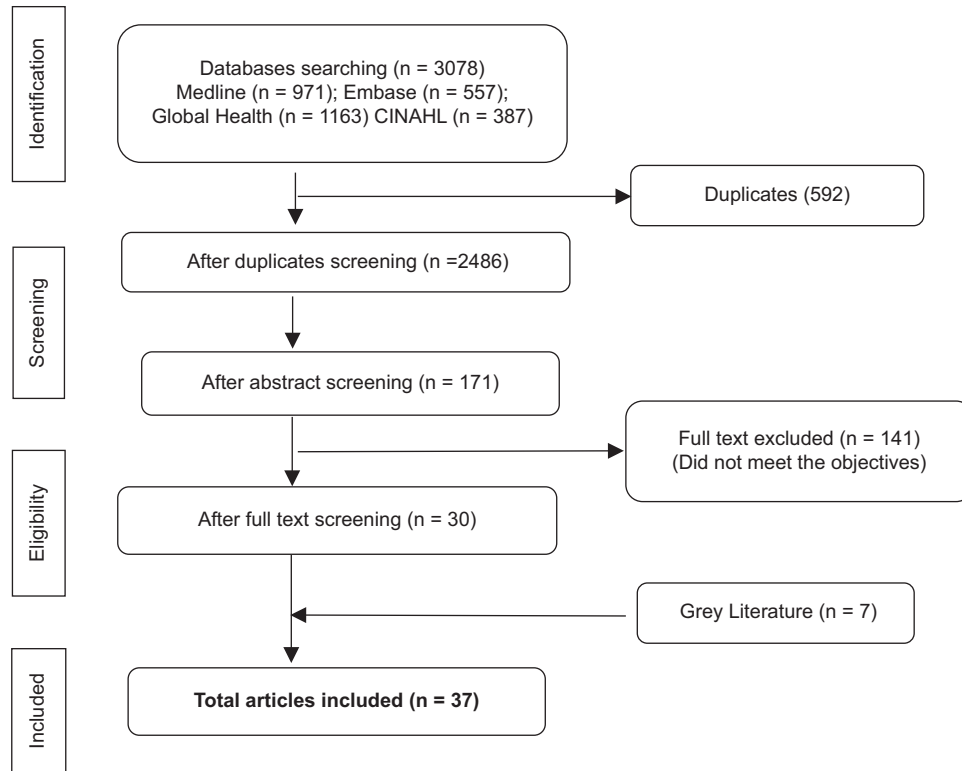 Identification
Databases searching (n = 3078)
Medline (n = 971); Embase (n = 557);
Global Health (n = 1163) CINAHL (n = 387)
Duplicates (592)
Screening
After duplicates screening (n =2486)
After abstract screening (n = 171)
Full text excluded (n = 141)
(Did not meet the objectives)
Eligibility
After full text screening (n = 30)
Grey Literature (n = 7)
Included
Total articles included (n = 37)